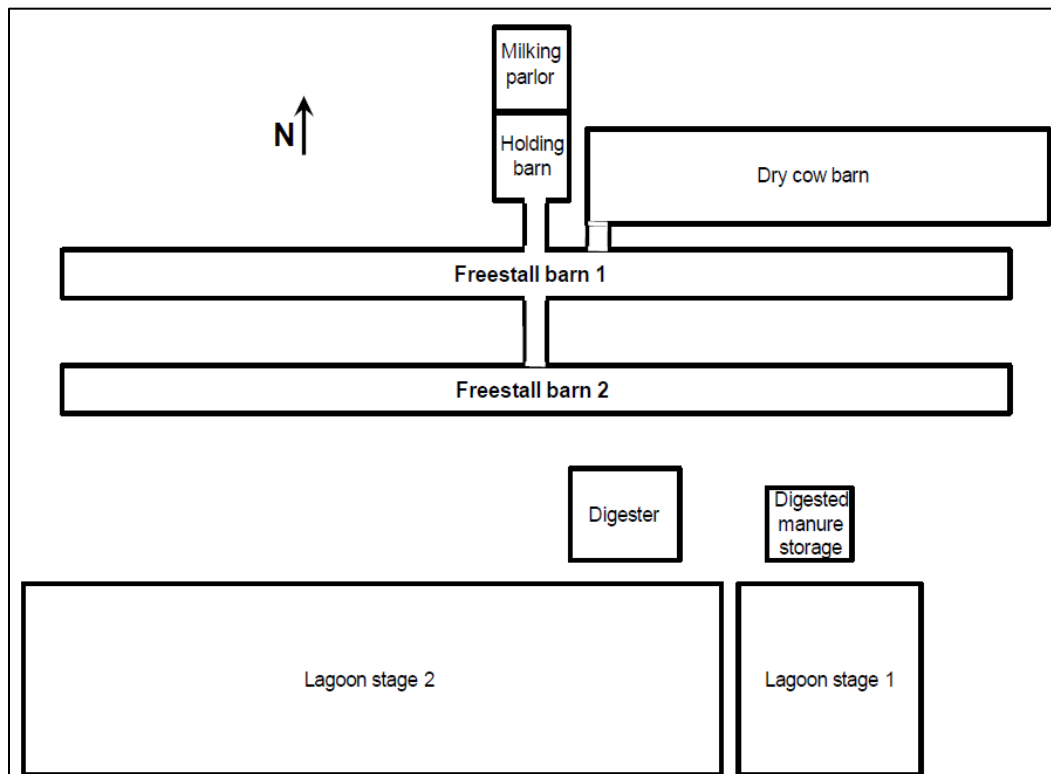 Milking
parlor
N
Holding
barn
Dry cow barn
Freestall barn 1
Freestall barn 2
Digester
Digested
manure
storage
Lagoon stage 2
Lagoon stage 1